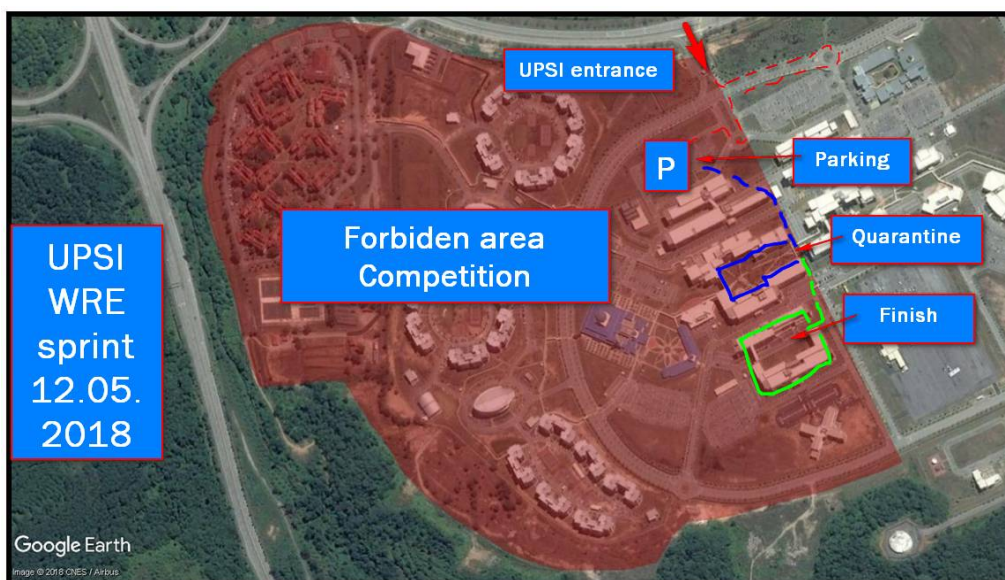 UPSI entrance
P
Parking
Forbiden area
Competition
Quarantine
UPSI
WRE
sprint
12.05.
2018
Finish
Google Earth
Image © 2018 CNES / Airbus